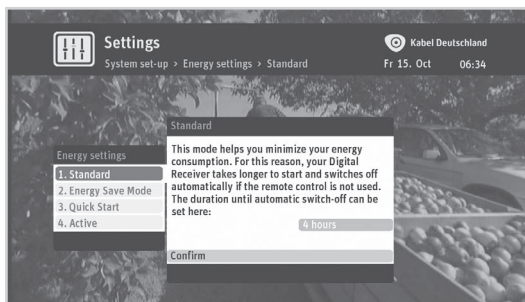 Settings
System set-up > Energy settings > Standard
Kabel Deutschland
Fr 15. Oct 06:34
Energy settings
1. Standard
2. Energy Save Mode
3. Quick Start
4. Active
Standard
This mode helps you minimize your energy
consumption. For this reason, your Digital
Receiver takes longer to start and switches off
automatically if the remote control is not used.
The duration until automatic switch-off can be
set here:
4 hours
Confirm